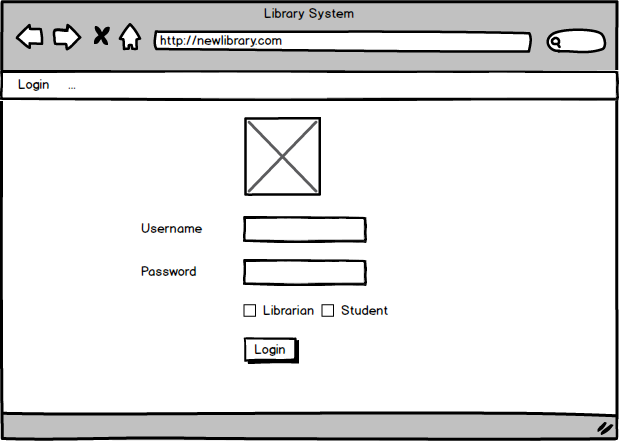 Library System
http://newlibrary.com
Login ...
Username
Password
Librarian Student
Login